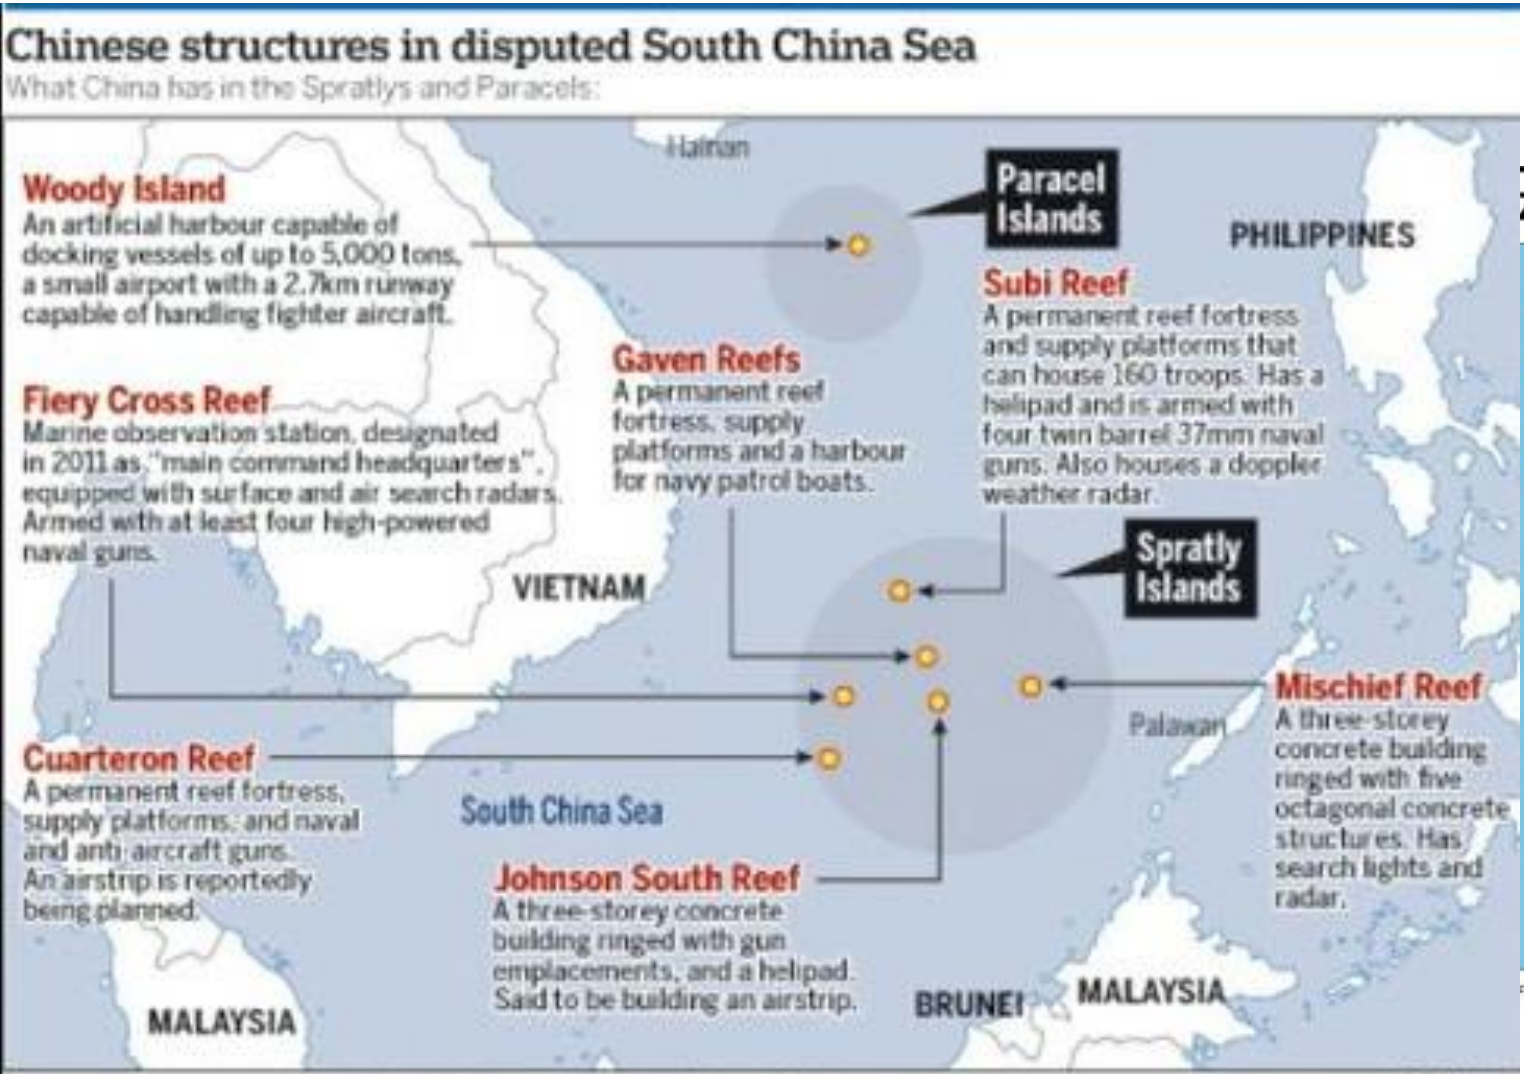 Chinese structures in disputed South China Sea
What China has in the Spratlys and Paracels:
Hainan
Woody Island
An artificial harbour capable of
docking vessels of up to 5,000 tons,
a small airport with a 2.7km runway
capable of handling fighter aircraft.
Paracel
Islands
PHILIPPINES
Subi Reef
A permanent reef fortress
and supply platforms that
can house 160 troops. Has a
helipad and is armed with
four twin barrel 37mm naval
guns. Also houses a doppler
weather radar.
Gaven Reefs
A permanent reef
fortress, supply
platforms and a harbour
for navy patrol boats.
Fiery Cross Reef
Marine observation station, designated
in 2011 as "main command headquarters",
equipped with surface and air search radars.
Armed with at least four high-powered
naval guns.
Spratly
Islands
VIETNAM
Mischief Reef
A three-storey
concrete building
ringed with five
octagonal concrete
structures. Has
search lights and
radar.
Palawan
Cuarteron Reef
A permanent reef fortress,
supply platforms, and naval
and anti-aircraft guns.
An airstrip is reportedly
being planned.
South China Sea
Johnson South Reef
A three-storey concrete
building ringed with gun
emplacements, and a helipad.
Said to be building an airstrip.
BRUNEI
MALAYSIA
MALAYSIA